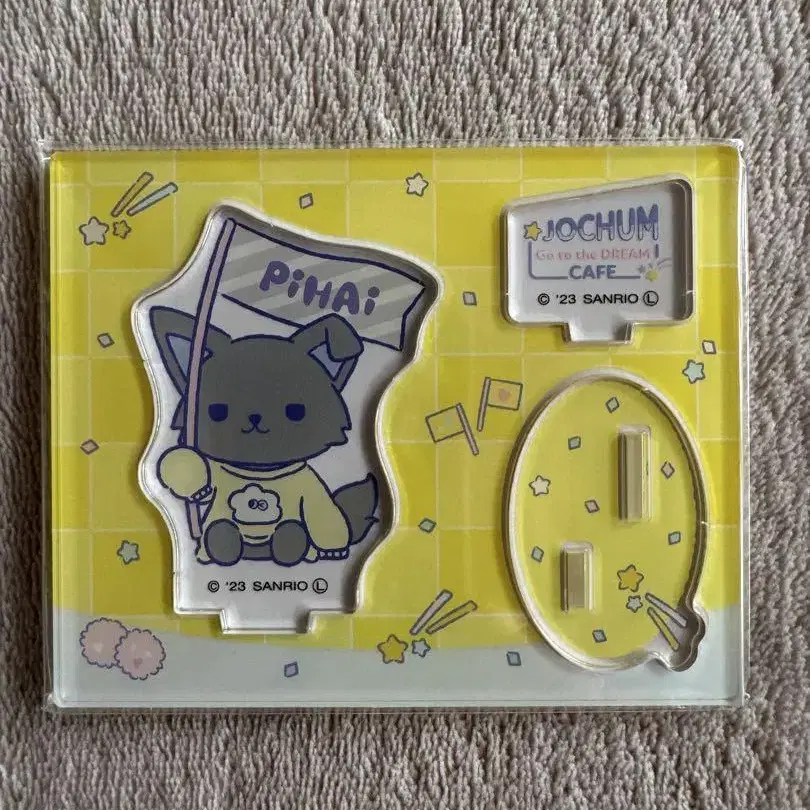 PiHAi
© '23 SANRIO Ⓛ
JOCHUM
Go to the DREAM!
CAFE
© '23 SANRIO Ⓛ